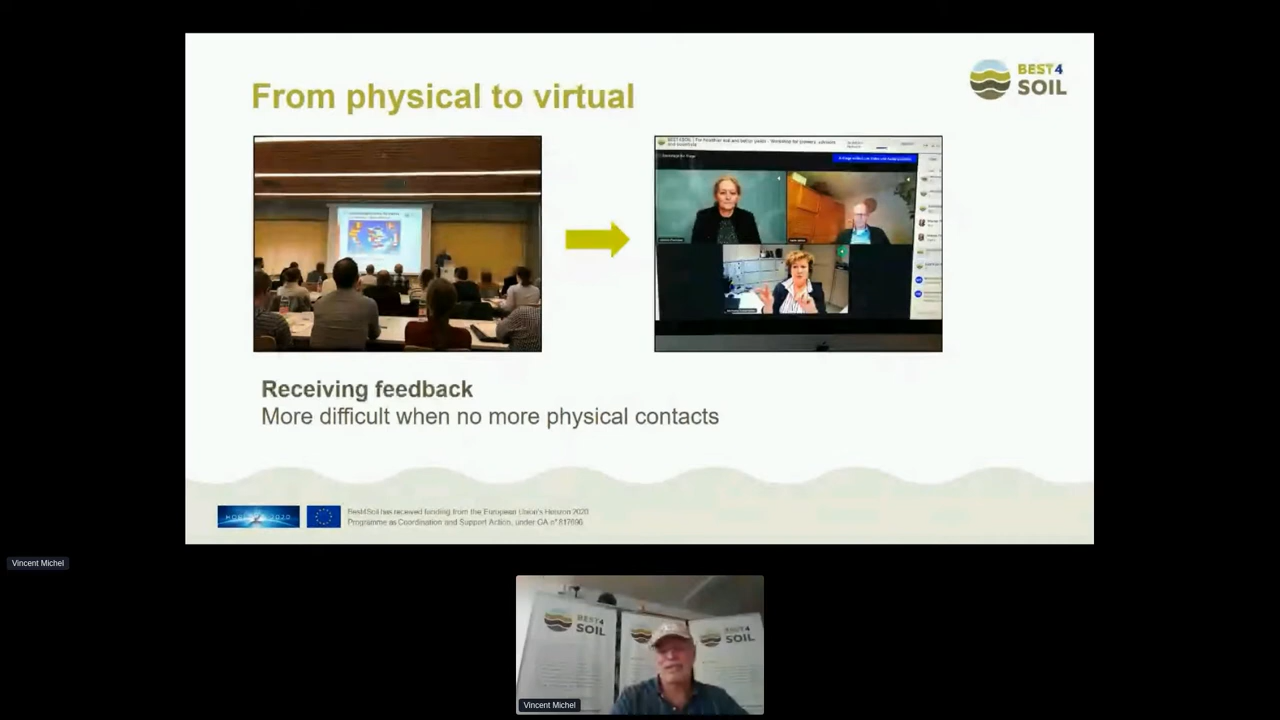 From physical to virtual
BEST4
SOIL
Receiving feedback
More difficult when no more physical contacts
HORIZON 2020
Best4Soil has received funding from the European Union's Horizon 2020
Programme as Coordination and Support Action, under GA n° 817696
Vincent Michel
BEST4
SOIL
SOIL
Vincent Michel